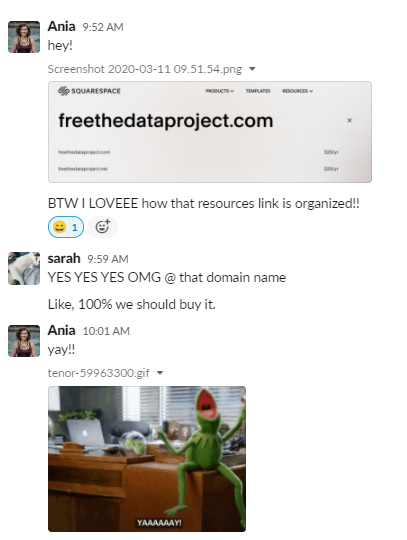 Ania 9:52 AM
hey!
Screenshot 2020-03-11 09.51.54.png
SQUARESPACE
PRODUCTS TEMPLATES RESOURCES
freethedataproject.com ×
freethedataproject.com $20/yr
freethedataproject.net $20/yr
BTW I LOVEEE how that resources link is organized!!
1
sarah 9:59 AM
YES YES YES OMG @ that domain name
Like, 100% we should buy it.
Ania 10:01 AM
yay!!
tenor-59963300.gif
YAAAAAAY!